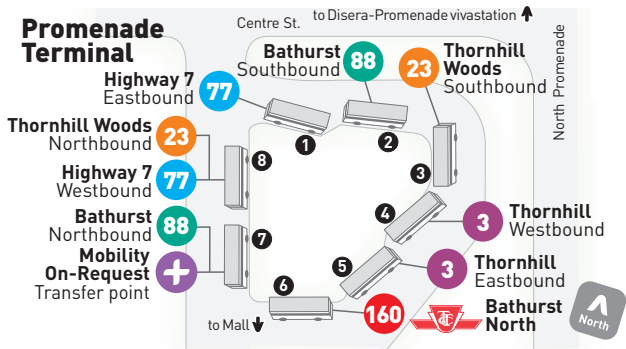 Promenade
Terminal
Centre St.
to Disera-Promenade vivastation
North Promenade
Highway 7
Eastbound
77
Bathurst
Southbound
88
23
Thornhill
Woods
Southbound
Thornhill Woods
Northbound
23
Highway 7
Westbound
77
Bathurst
Northbound
88
Mobility
On-Request
Transfer point
1
2
3
4
5
6
7
8
3
Thornhill
Westbound
3
Thornhill
Eastbound
160
TTC
Bathurst
North
to Mall
North